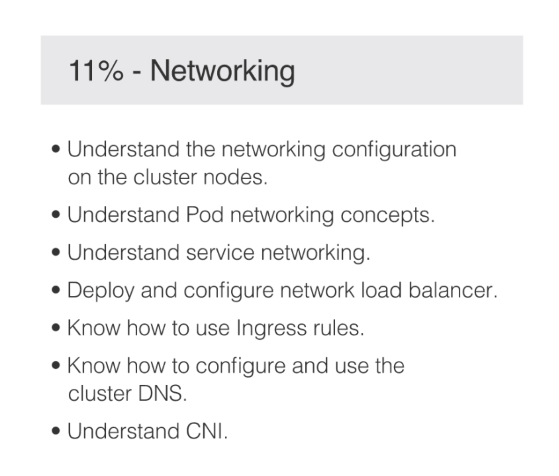 11% - Networking
• Understand the networking configuration
on the cluster nodes.
• Understand Pod networking concepts.
• Understand service networking.
• Deploy and configure network load balancer.
• Know how to use Ingress rules.
• Know how to configure and use the
cluster DNS.
• Understand CNI.